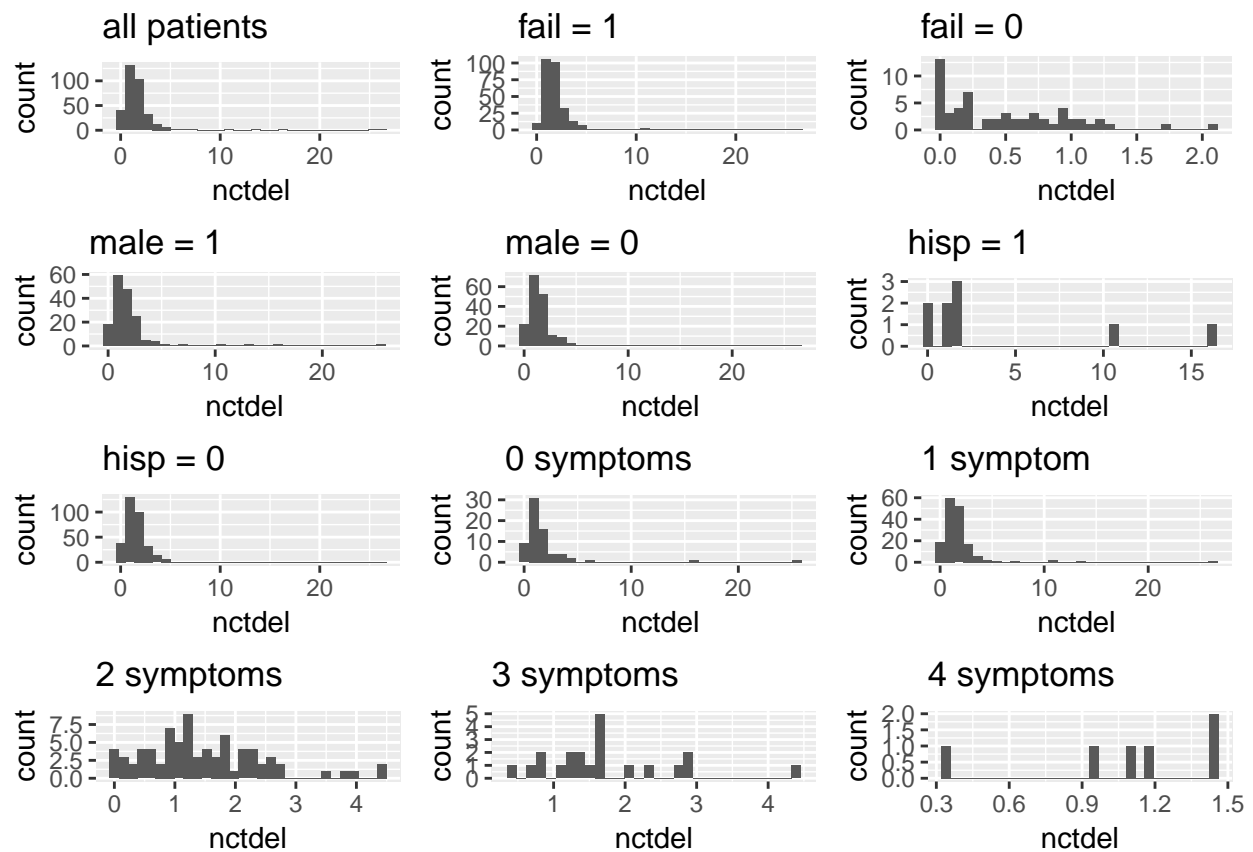 all patients
count
100
50
0
0 10 20
nctdel
fail = 1
count
100
75
50
25
0
0 10 20
nctdel
fail = 0
count
10
5
0
0.0 0.5 1.0 1.5 2.0
nctdel
male = 1
count
60
40
20
0
0 10 20
nctdel
male = 0
count
60
40
20
0
0 10 20
nctdel
hisp = 1
count
3
2
1
0
0 5 10 15
nctdel
hisp = 0
count
100
50
0
0 10 20
nctdel
0 symptoms
count
30
20
10
0
0 10 20
nctdel
1 symptom
count
60
40
20
0
0 10 20
nctdel
2 symptoms
count
7.5
5.0
2.5
0.0
0 1 2 3 4
nctdel
3 symptoms
count
5
4
3
2
1
0
1 2 3 4
nctdel
4 symptoms
count
2.0
1.5
1.0
0.5
0.0
0.3 0.6 0.9 1.2 1.5
nctdel